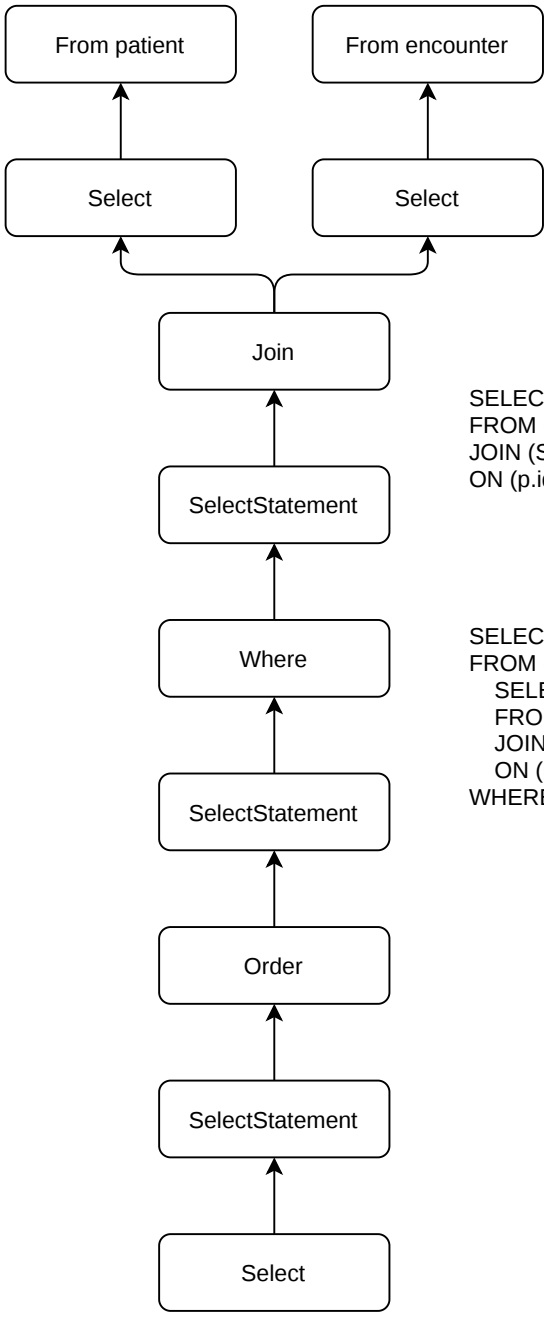 From patient
From encounter
Select
Select
Join
SELEC
FROM
JOIN (S
ON (p.i
SelectStatement
SELEC
FROM
SELE
FRO
JOIN
ON (
WHERE
Where
SelectStatement
Order
SelectStatement
Select